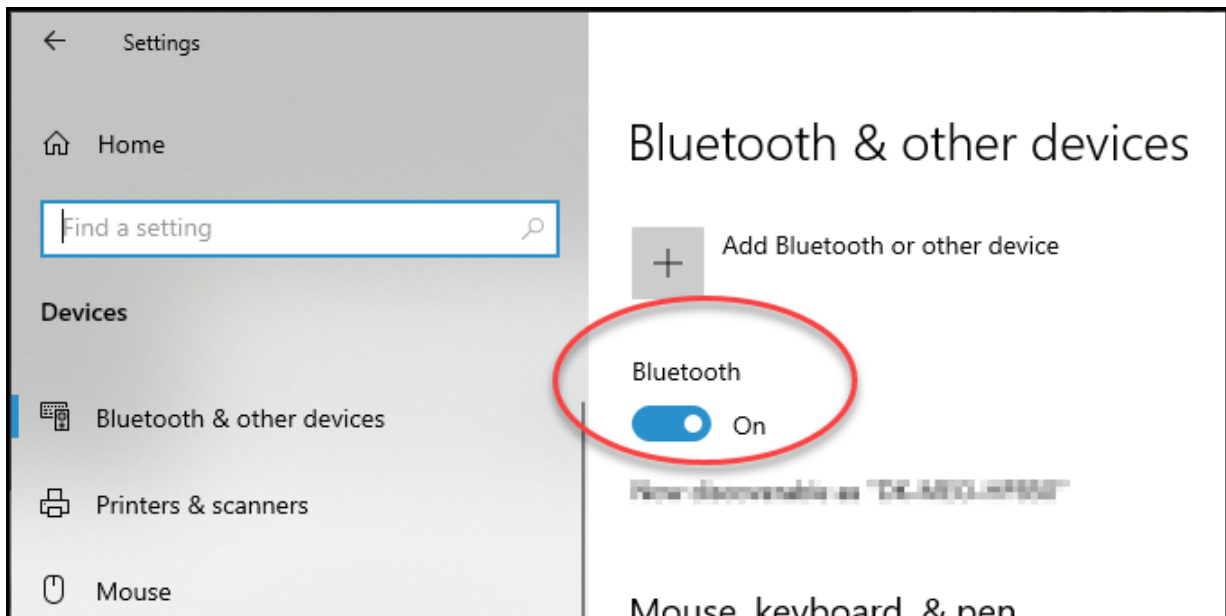 Settings
Home
Find a setting
Devices
Bluetooth & other devices
Printers & scanners
Mouse
Bluetooth & other devices
Add Bluetooth or other device
Bluetooth
On
Mouse, keyboard, & pen